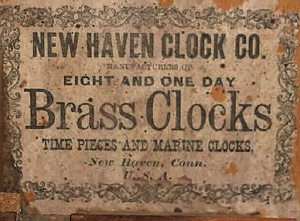 NEW HAVEN CLOCK CO.
MANUFACTURERS OF
EIGHT AND ONE DAY
Brass Clocks
TIME PIECES AND MARINE CLOCKS,
New Haven, Conn.
U. S. A.